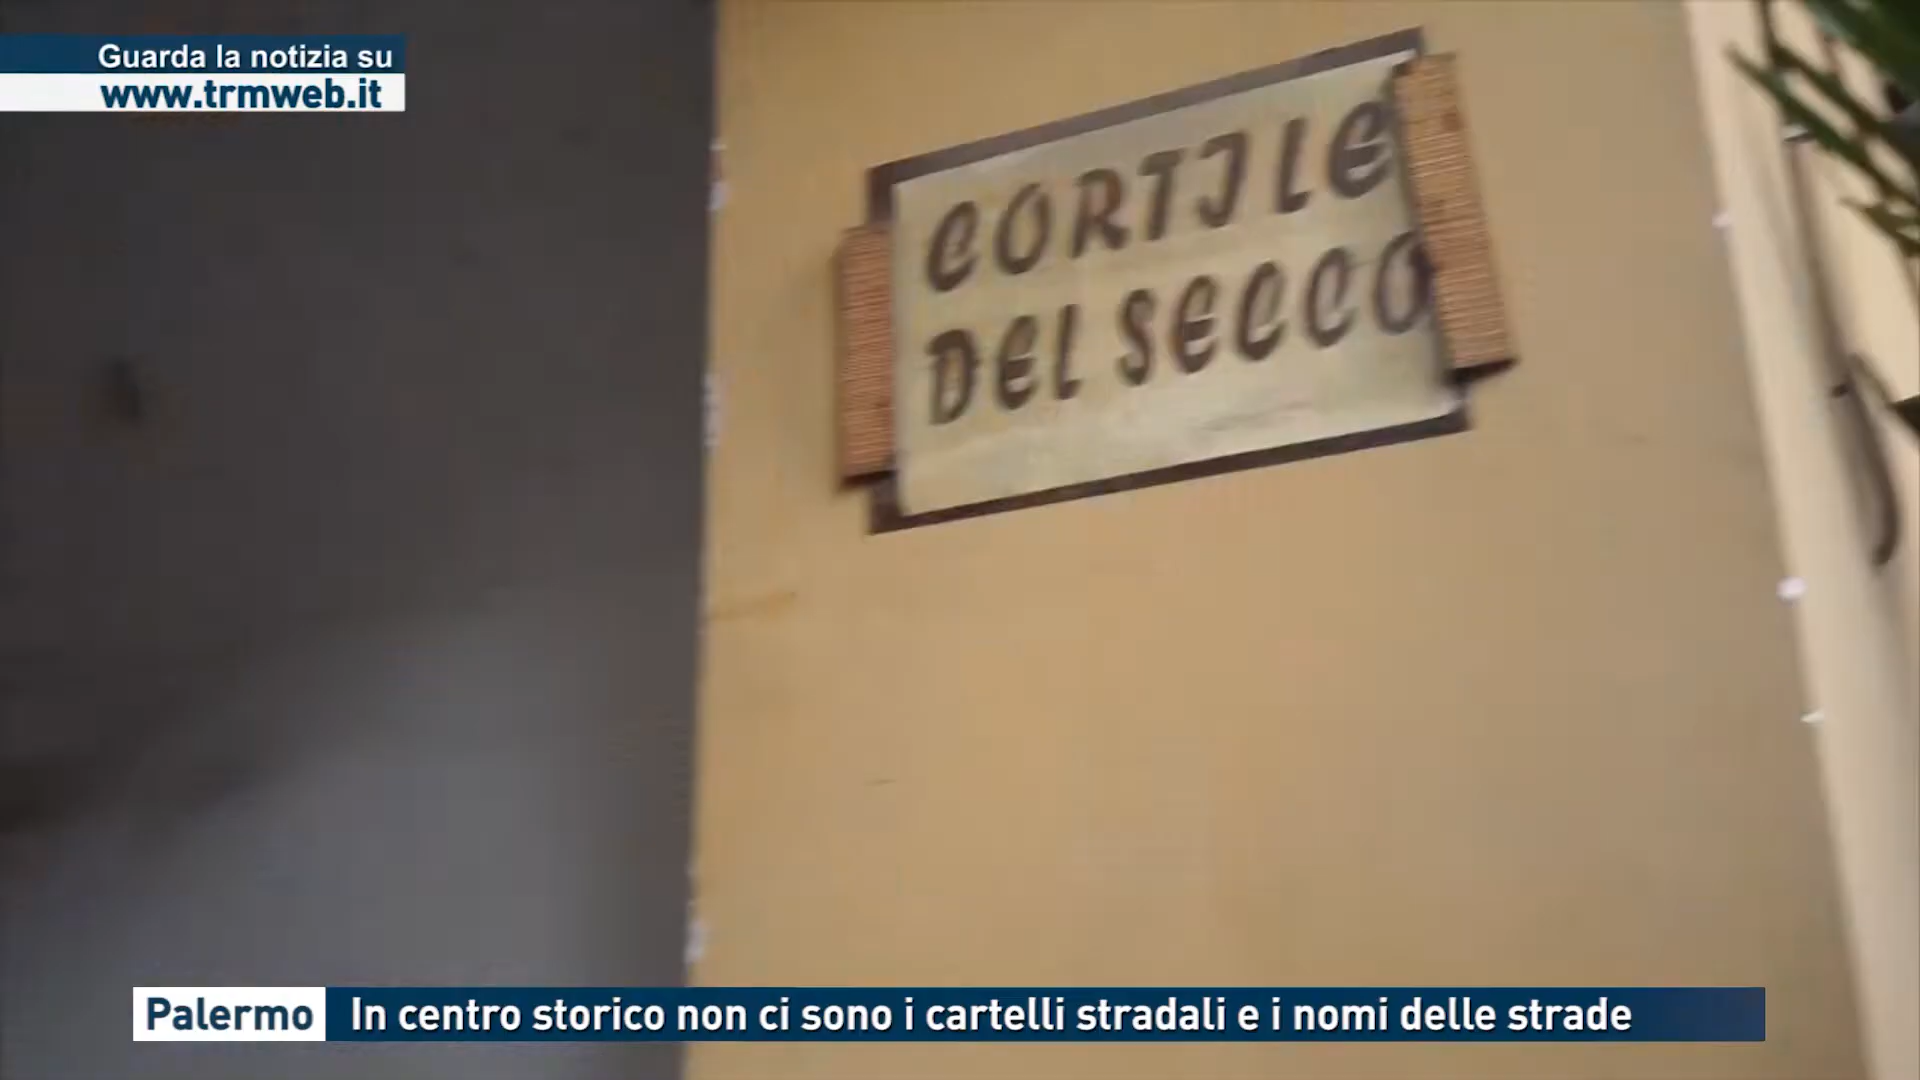 Guarda la notizia su
www.trmweb.it
CORTILE
DEL SECCO
Palermo In centro storico non ci sono i cartelli stradali e i nomi delle strade